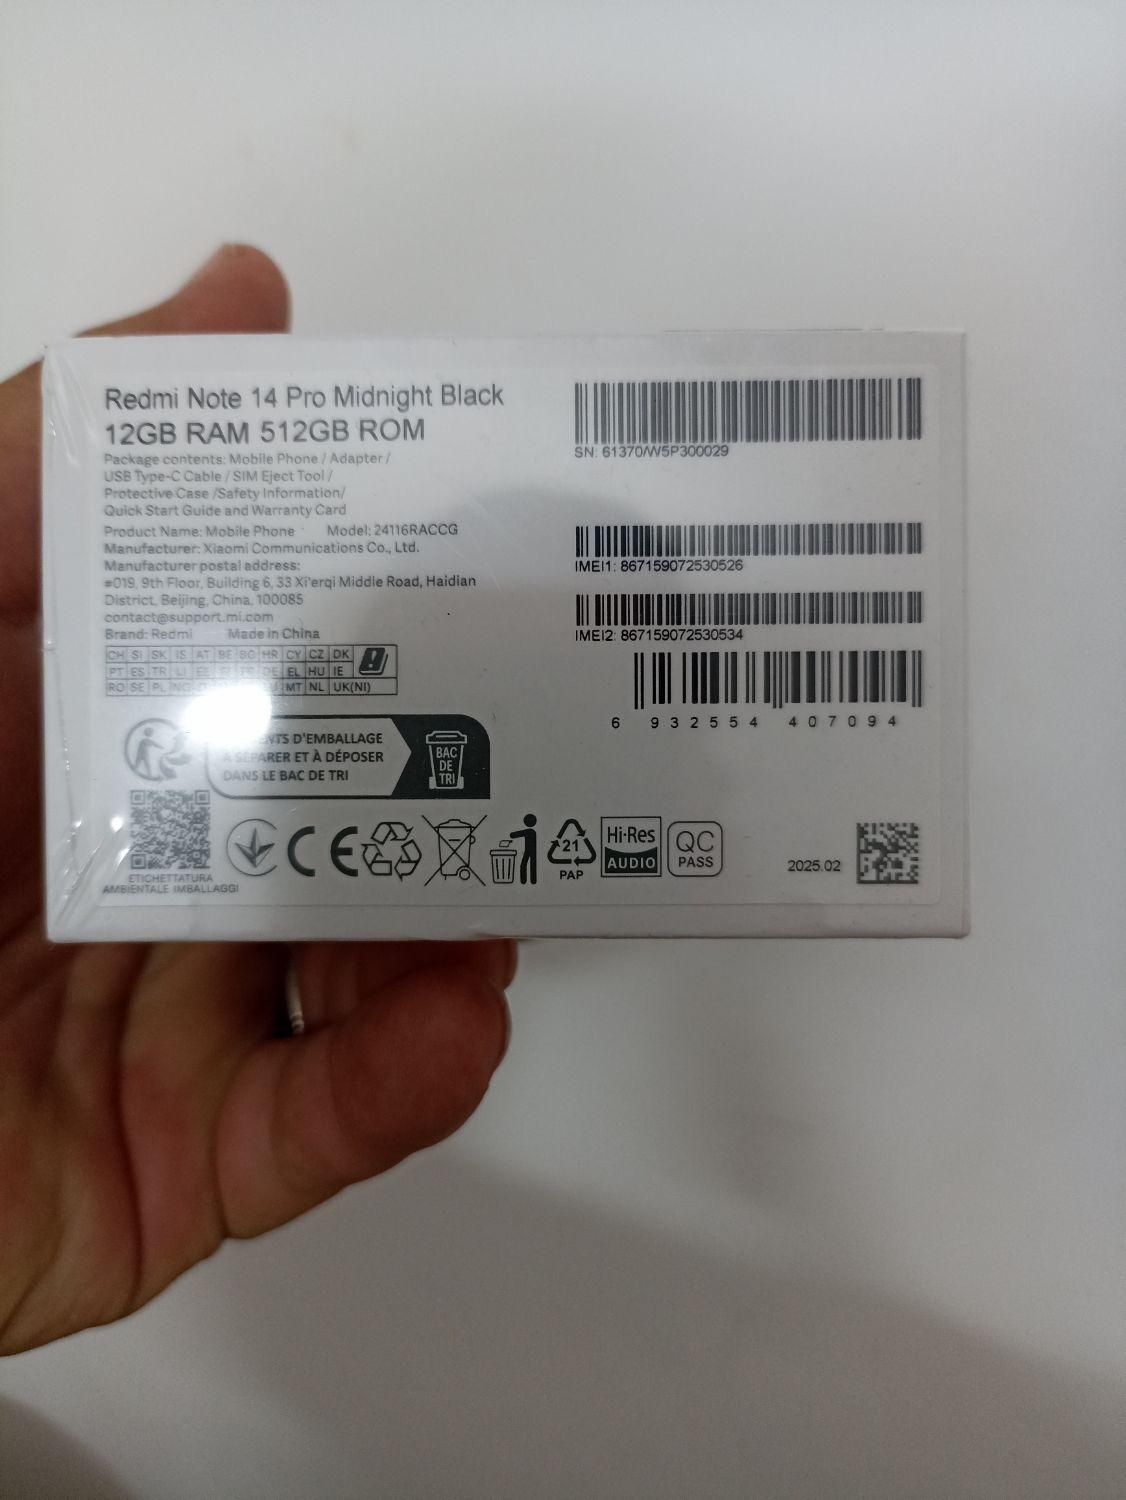 Redmi Note 14 Pro Midnight Black
12GB RAM 512GB ROM
Package contents: Mobile Phone / Adapter /
USB Type-C Cable / SIM Eject Tool /
Protective Case /Safety Information/
Quick Start Guide and Warranty Card
Product Name: Mobile Phone Model: 24116RACCG
Manufacturer: Xiaomi Communications Co., Ltd.
Manufacturer postal address:
#019, 9th Floor, Building 6, 33 Xi'erqi Middle Road, Haidian
District, Beijing, China, 100085
contact@support.mi.com
Brand: Redmi Made in China
CH SI SK IS AT BE BG HR CY CZ DK
PT ES TR LI EE DE EL HU IE
RO SE PL MT NL UK(NI)
D'EMBALLAGE
À SÉPARER ET À DÉPOSER
DANS LE BAC DE TRI
BAC
DE
TRI
ETICHETTATURA
AMBIENTALE IMBALLAGGI
CE
21
PAP
Hi-Res
AUDIO
QC
PASS
2025.02
SN: 61370/W5P300029
IMEI1: 867159072530526
IMEI2: 867159072530534
6 932554 407094